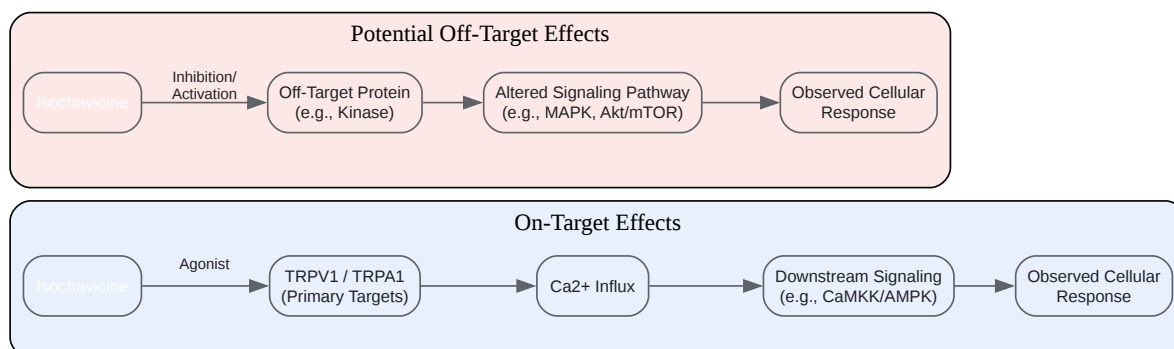 Potential Off-Target Effects
Isochavicine
Inhibition/
Activation
Off-Target Protein
(e.g., Kinase)
Altered Signaling Pathway
(e.g., MAPK, Akt/mTOR)
Observed Cellular
Response
On-Target Effects
Isochavicine
Agonist
TRPV1 / TRPA1
(Primary Targets)
Ca2+ Influx
Downstream Signaling
(e.g., CaMKK/AMPK)
Observed Cellular
Response